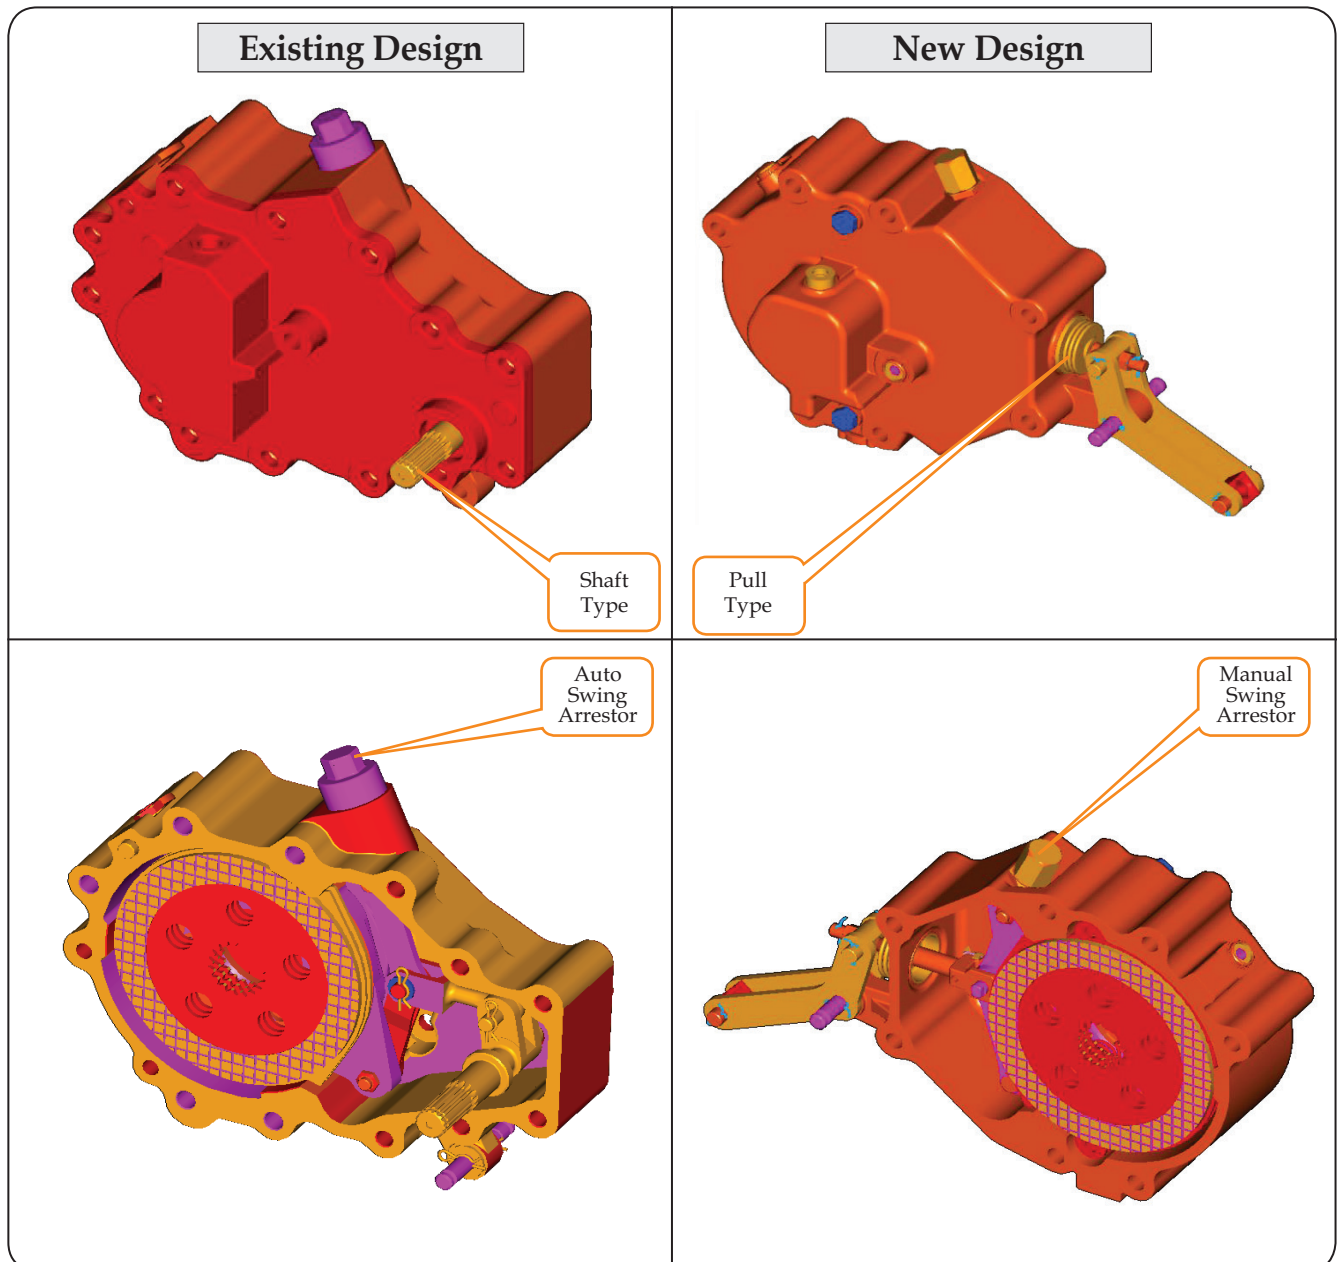 Existing Design
New Design
Shaft
Type
Pull
Type
Auto
Swing
Arrestor
Manual
Swing
Arrestor